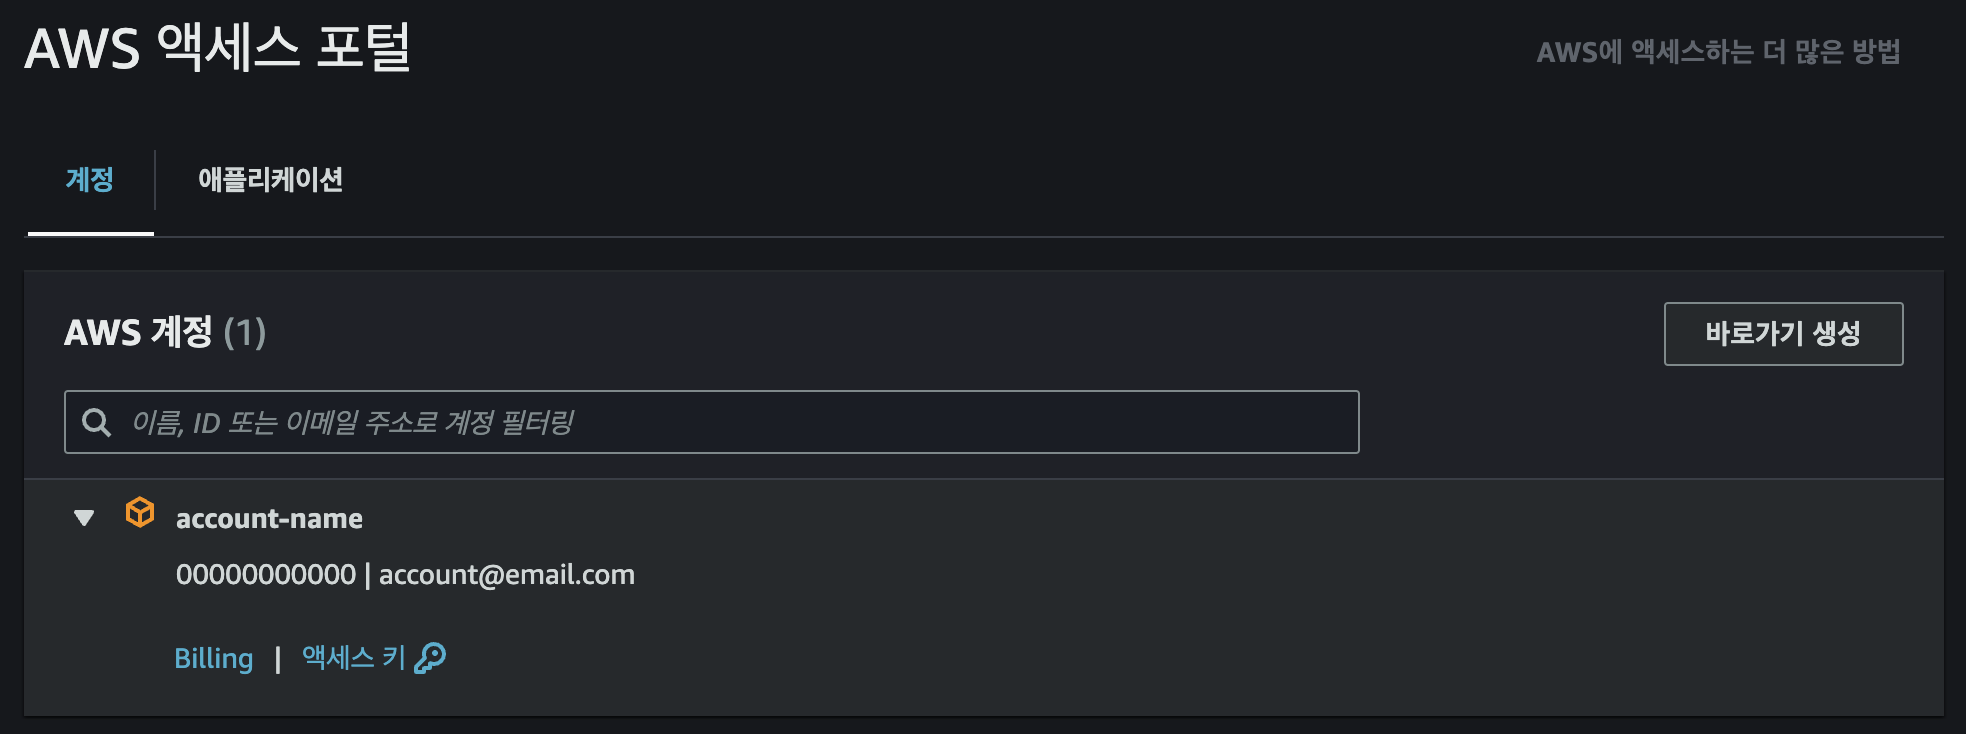 AWS 액세스 포털
AWS에 액세스하는 더 많은 방법
계정
애플리케이션
AWS 계정 (1)
바로가기 생성
이름, ID 또는 이메일 주소로 계정 필터링
account-name
00000000000 | account@email.com
Billing | 액세스 키